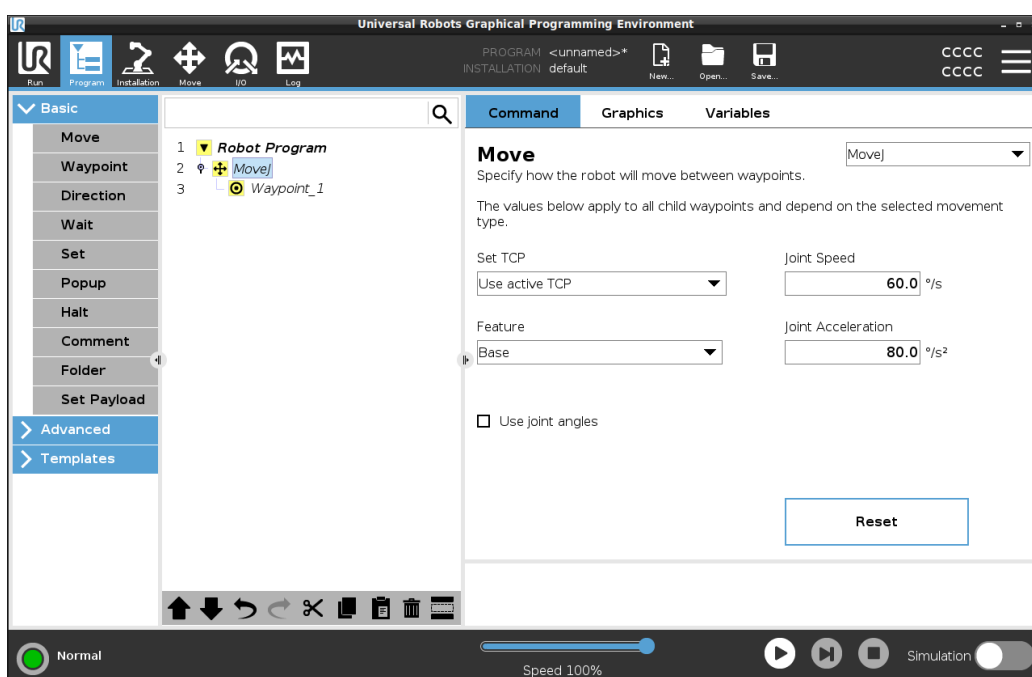 Universal Robots Graphical Programming Environment
UR
Run
Program
Installation
Move
I/O
Log
PROGRAM <unnamed>*
INSTALLATION default
New...
Open...
Save...
CCCC
CCCC
Basic
Move
Waypoint
Direction
Wait
Set
Popup
Halt
Comment
Folder
Set Payload
Advanced
Templates
1 Robot Program
2 MoveJ
3 Waypoint_1
Command Graphics Variables
Move
MoveJ
Specify how the robot will move between waypoints.
The values below apply to all child waypoints and depend on the selected movement
type.
Set TCP
Use active TCP
Joint Speed
60.0 °/s
Feature
Base
Joint Acceleration
80.0 °/s²
Use joint angles
Reset
Normal
Speed 100%
Simulation